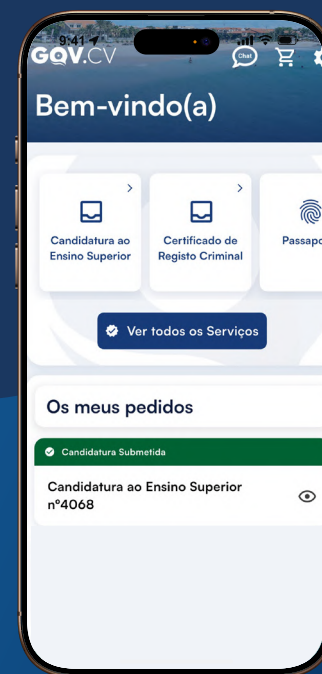 9:41
GOV.CV
Chat
Bem-vindo(a)
Candidatura ao
Ensino Superior
Certificado de
Registo Criminal
Passapo
Ver todos os Serviços
Os meus pedidos
Candidatura Submetida
Candidatura ao Ensino Superior
nº4068